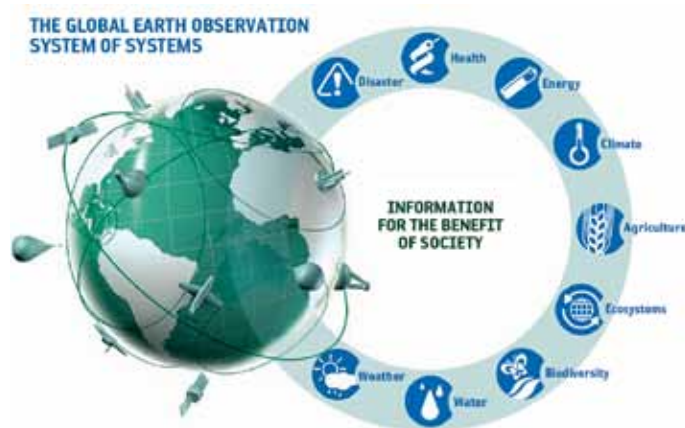 THE GLOBAL EARTH OBSERVATION
SYSTEM OF SYSTEMS
Disaster
Health
Energy
Climate
Agriculture
Ecosystems
Biodiversity
Water
Weather
INFORMATION
FOR THE BENEFIT
OF SOCIETY